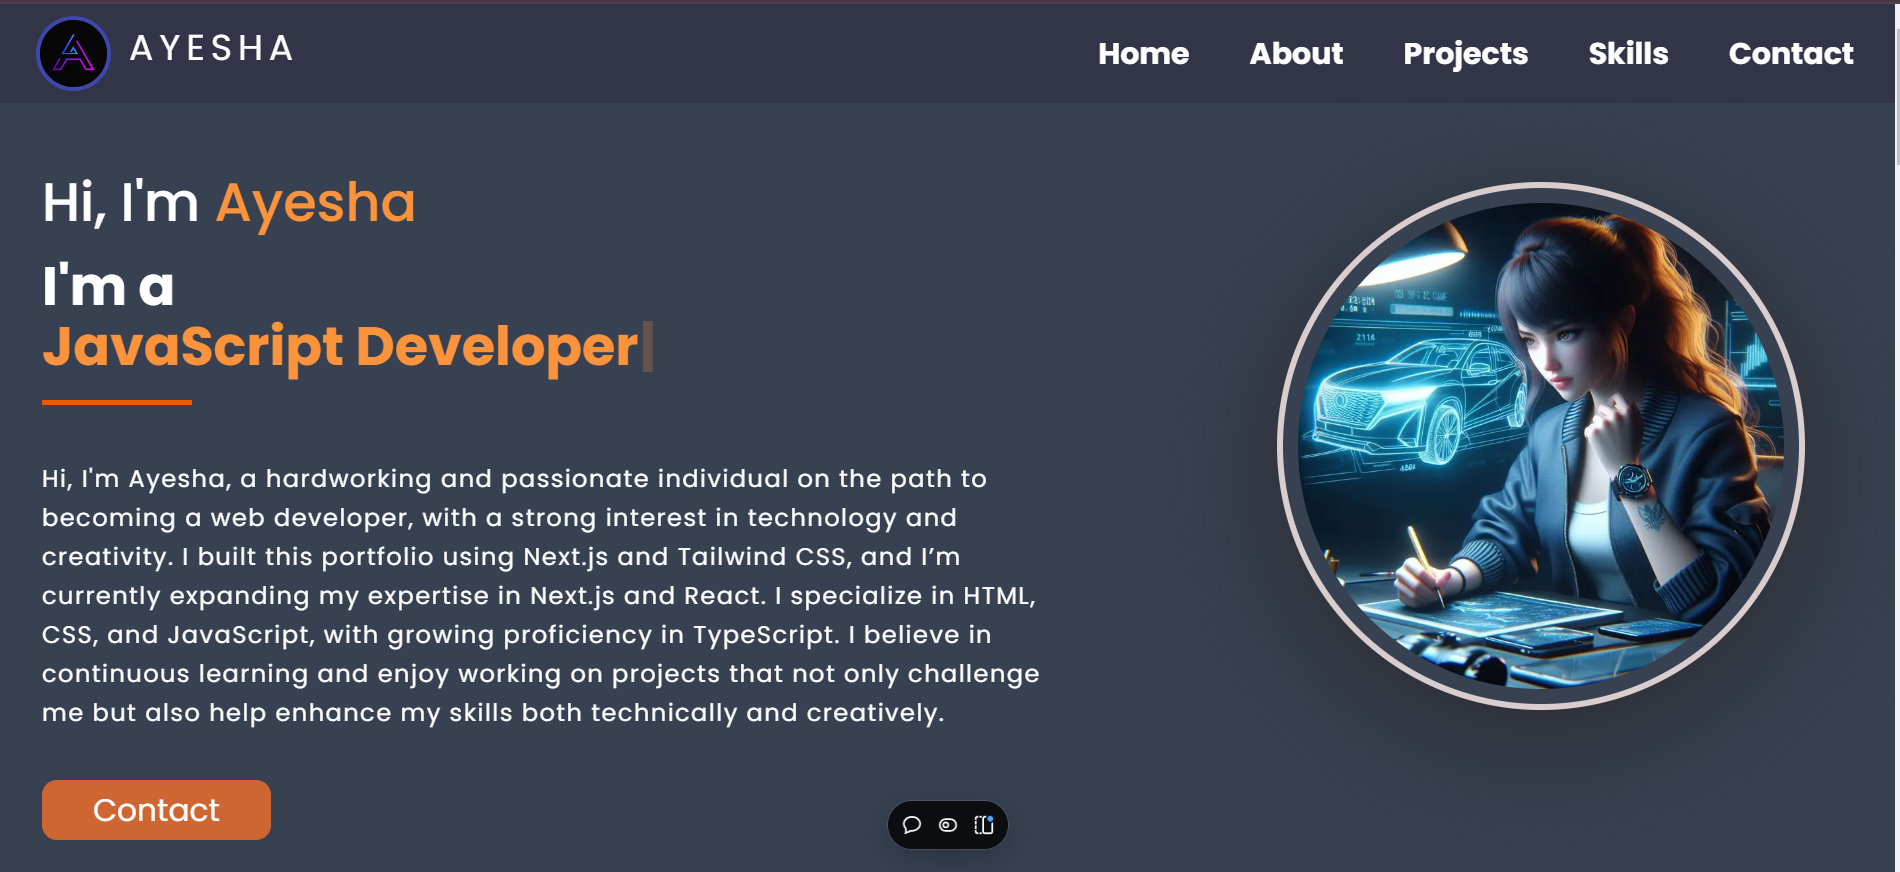 AYESHA
Home About Projects Skills Contact
Hi, I'm Ayesha
I'm a
JavaScript Developer
Hi, I'm Ayesha, a hardworking and passionate individual on the path to
becoming a web developer, with a strong interest in technology and
creativity. I built this portfolio using Next.js and Tailwind CSS, and I’m
currently expanding my expertise in Next.js and React. I specialize in HTML,
CSS, and JavaScript, with growing proficiency in TypeScript. I believe in
continuous learning and enjoy working on projects that not only challenge
me but also help enhance my skills both technically and creatively.
Contact
2114